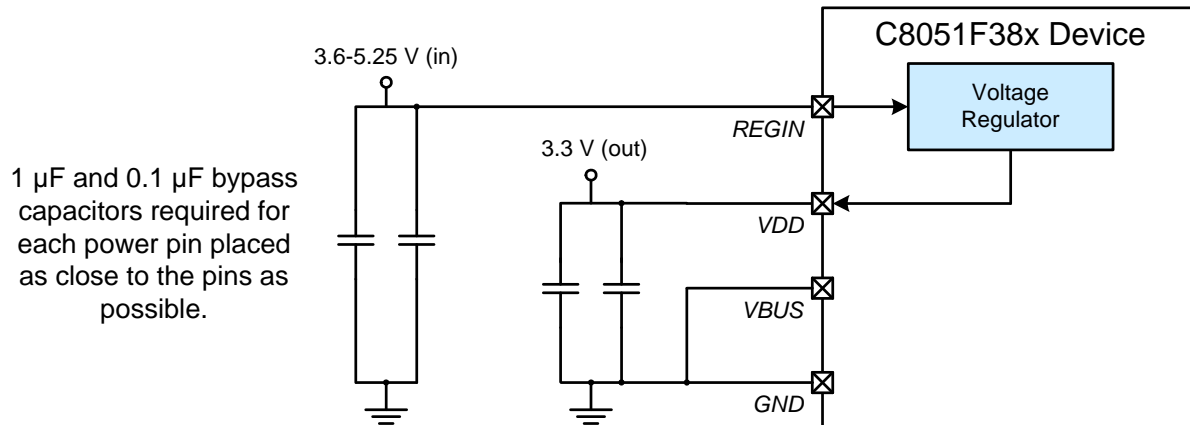 C8051F38x Device
3.6-5.25 V (in)
Voltage
Regulator
REGIN
3.3 V (out)
1 µF and 0.1 µF bypass
capacitors required for
each power pin placed
as close to the pins as
possible.
VDD
VBUS
GND